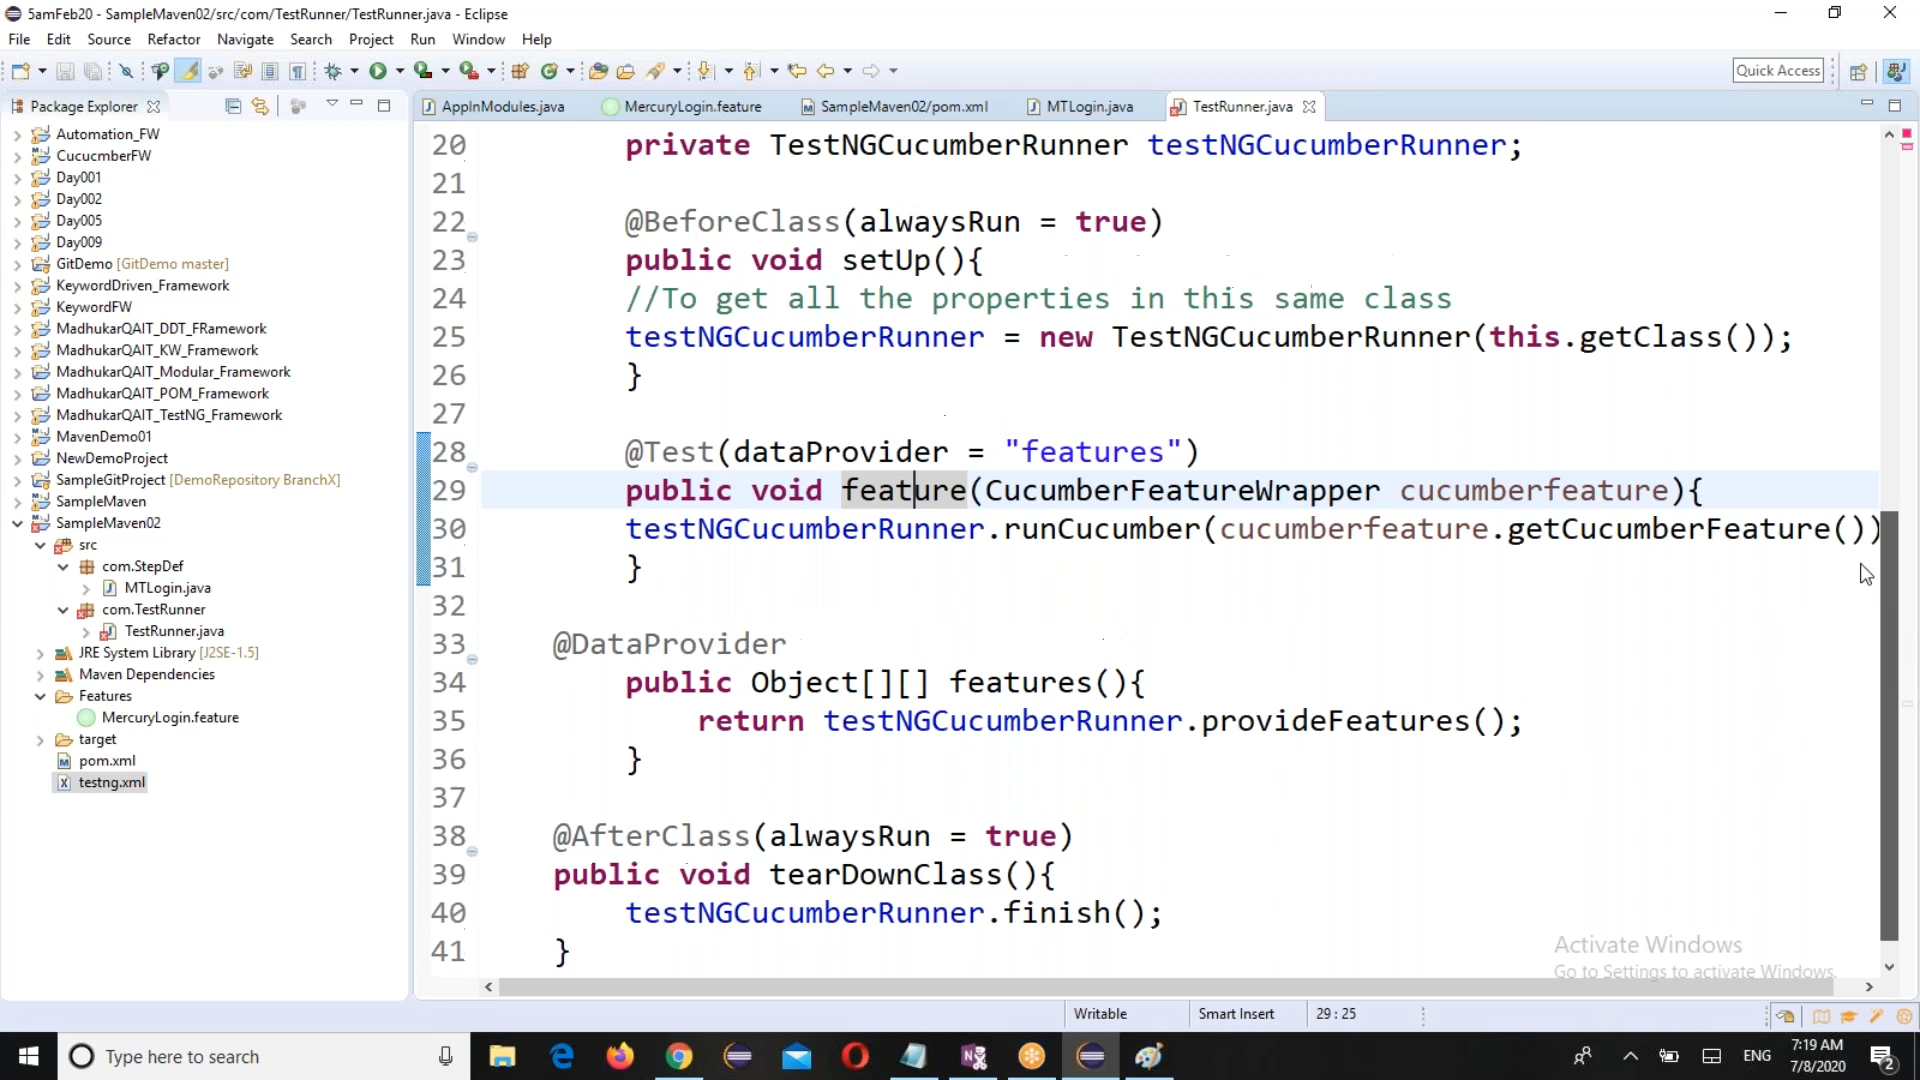 5amFeb20 - SampleMaven02/src/com/TestRunner/TestRunner.java - Eclipse
File Edit Source Refactor Navigate Search Project Run Window Help
Quick Access
Package Explorer
AppInModules.java MercuryLogin.feature SampleMaven02/pom.xml MTLogin.java TestRunner.java
Automation_FW
CucucmberFW
Day001
Day002
Day005
Day009
GitDemo [GitDemo master]
KeywordDriven_Framework
KeywordFW
MadhukarQAIT_DDT_FRamework
MadhukarQAIT_KW_Framework
MadhukarQAIT_Modular_Framework
MadhukarQAIT_POM_Framework
MadhukarQAIT_TestNG_Framework
MavenDemo01
NewDemoProject
SampleGitProject [DemoRepository BranchX]
SampleMaven
SampleMaven02
src
com.StepDef
MTLogin.java
com.TestRunner
TestRunner.java
JRE System Library [J2SE-1.5]
Maven Dependencies
Features
MercuryLogin.feature
target
pom.xml
testng.xml
20 private TestNGCucumberRunner testNGCucumberRunner;
21
22 @BeforeClass(alwaysRun = true)
23 public void setUp(){
24 //To get all the properties in this same class
25 testNGCucumberRunner = new TestNGCucumberRunner(this.getClass());
26 }
27
28 @Test(dataProvider = "features")
29 public void feature(CucumberFeatureWrapper cucumberfeature){
30 testNGCucumberRunner.runCucumber(cucumberfeature.getCucumberFeature())
31 }
32
33 @DataProvider
34 public Object[][] features(){
35 return testNGCucumberRunner.provideFeatures();
36 }
37
38 @AfterClass(alwaysRun = true)
39 public void tearDownClass(){
40 testNGCucumberRunner.finish();
41 }
Activate Windows
Go to Settings to activate Windows.
Writable Smart Insert 29 : 25
Type here to search
ENG
7:19 AM
7/8/2020
2